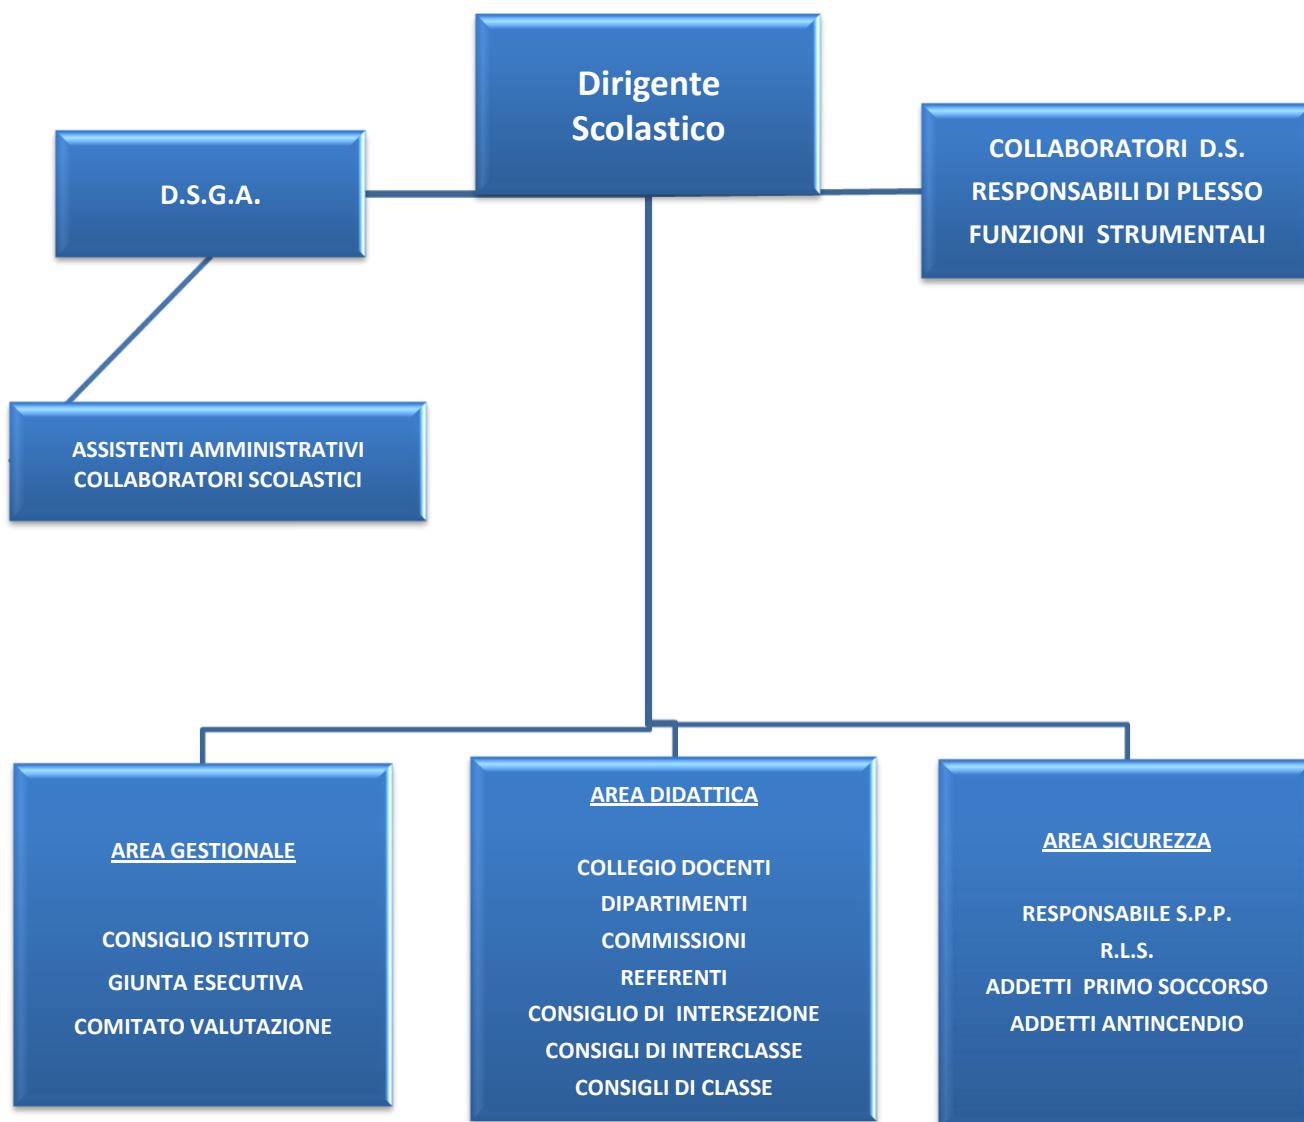 Dirigente
Scolastico
D.S.G.A.
COLLABORATORI D.S.
RESPONSABILI DI PLESSO
FUNZIONI STRUMENTALI
ASSISTENTI AMMINISTRATIVI
COLLABORATORI SCOLASTICI
AREA GESTIONALE
CONSIGLIO ISTITUTO
GIUNTA ESECUTIVA
COMITATO VALUTAZIONE
AREA DIDATTICA
COLLEGIO DOCENTI
DIPARTIMENTI
COMMISSIONI
REFERENTI
CONSIGLIO DI INTERSEZIONE
CONSIGLI DI INTERCLASSE
CONSIGLI DI CLASSE
AREA SICUREZZA
RESPONSABILE S.P.P.
R.L.S.
ADDETTI PRIMO SOCCORSO
ADDETTI ANTINCENDIO